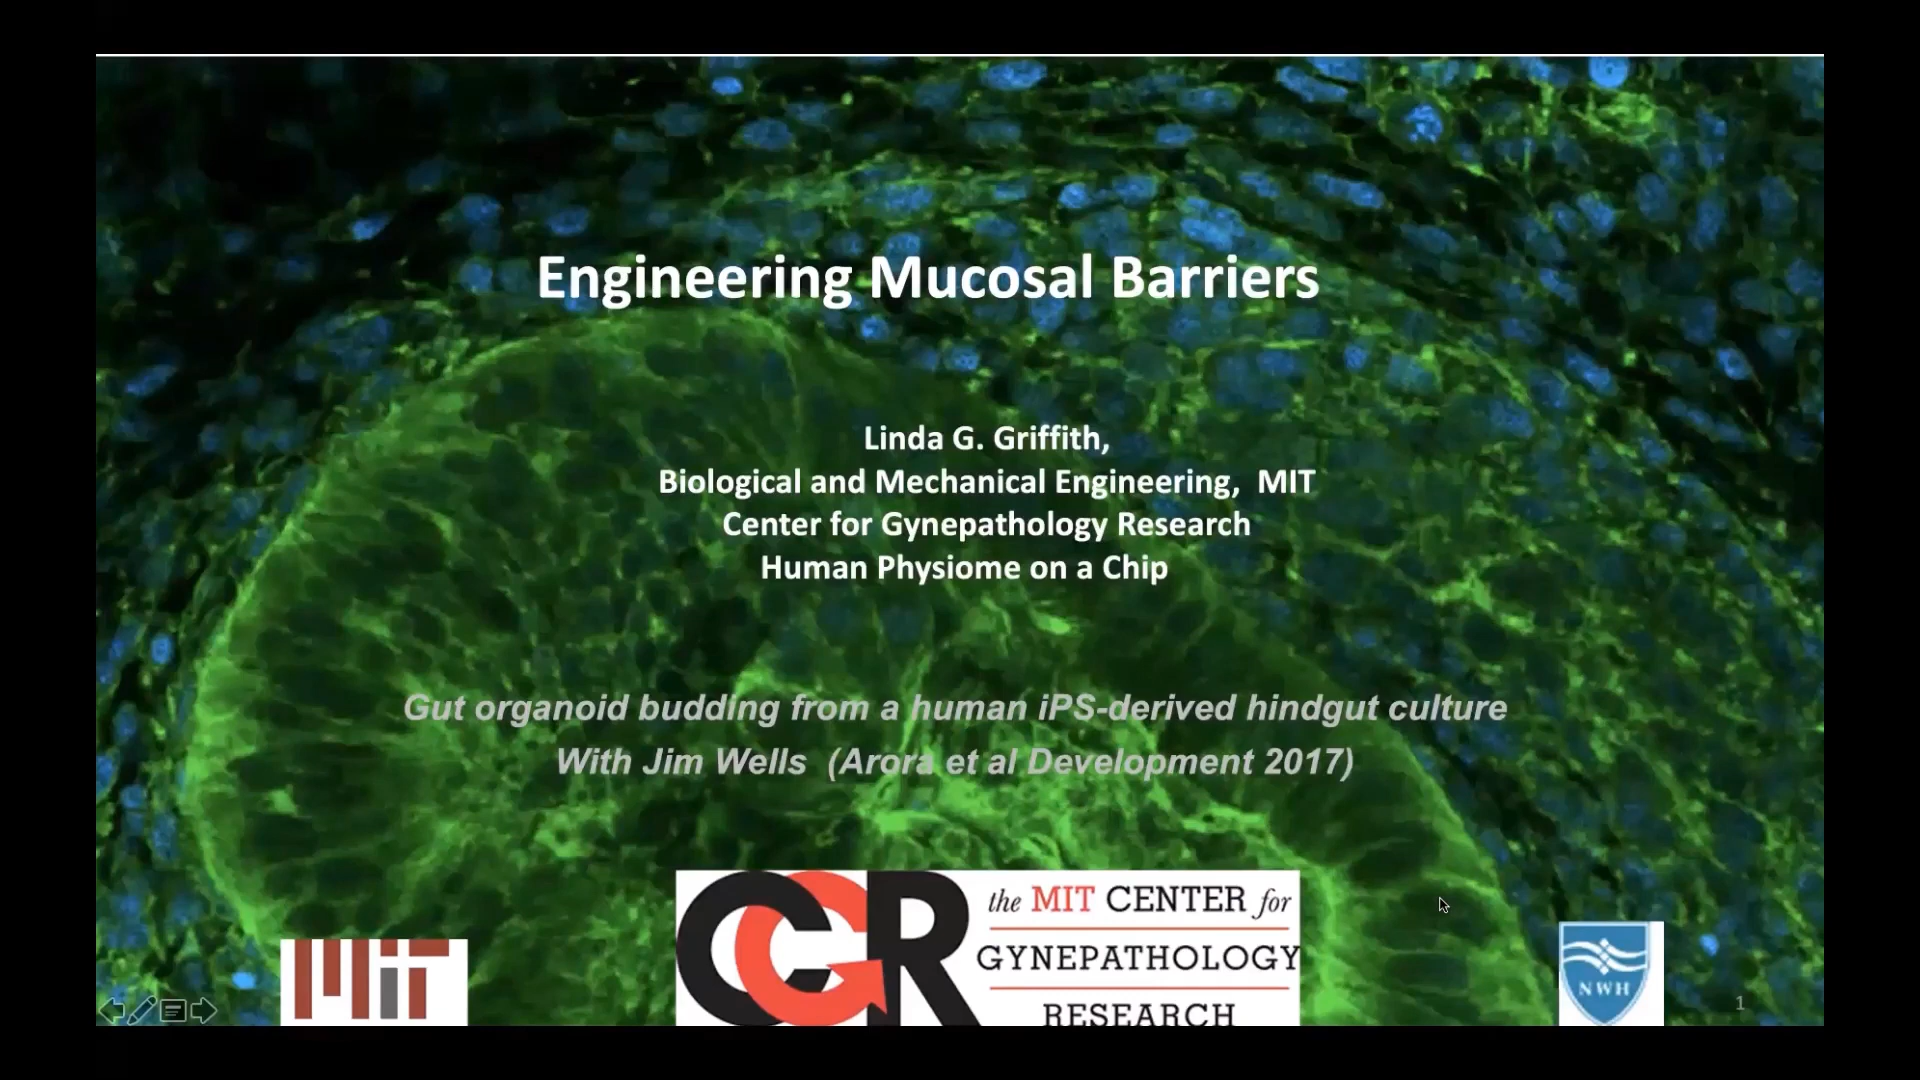 Engineering Mucosal Barriers
Linda G. Griffith,
Biological and Mechanical Engineering, MIT
Center for Gynepathology Research
Human Physiome on a Chip
Gut organoid budding from a human iPS-derived hindgut culture
With Jim Wells (Arora et al Development 2017)
MIT
CGR
the MIT CENTER for
GYNEPATHOLOGY
RESEARCH
NWH
1